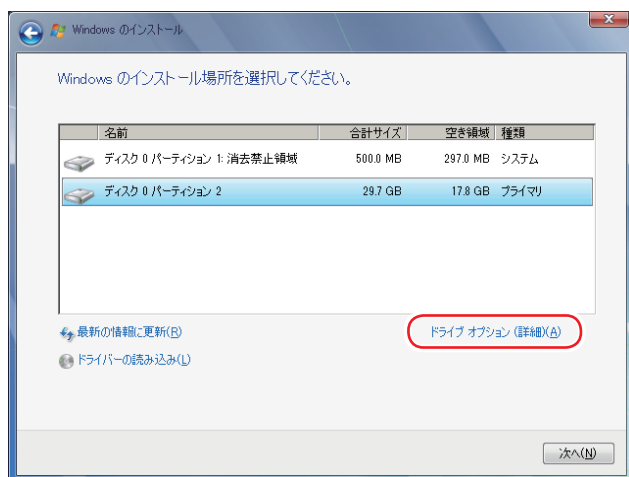 Windows のインストール
Windows のインストール場所を選択してください。
名前 合計サイズ 空き領域 種類
ディスク 0 パーティション 1: 消去禁止領域 500.0 MB 297.0 MB システム
ディスク 0 パーティション 2 29.7 GB 17.8 GB プライマリ
最新の情報に更新(R) ドライブ オプション (詳細)(A)
ドライバーの読み込み(L)
次へ(N)